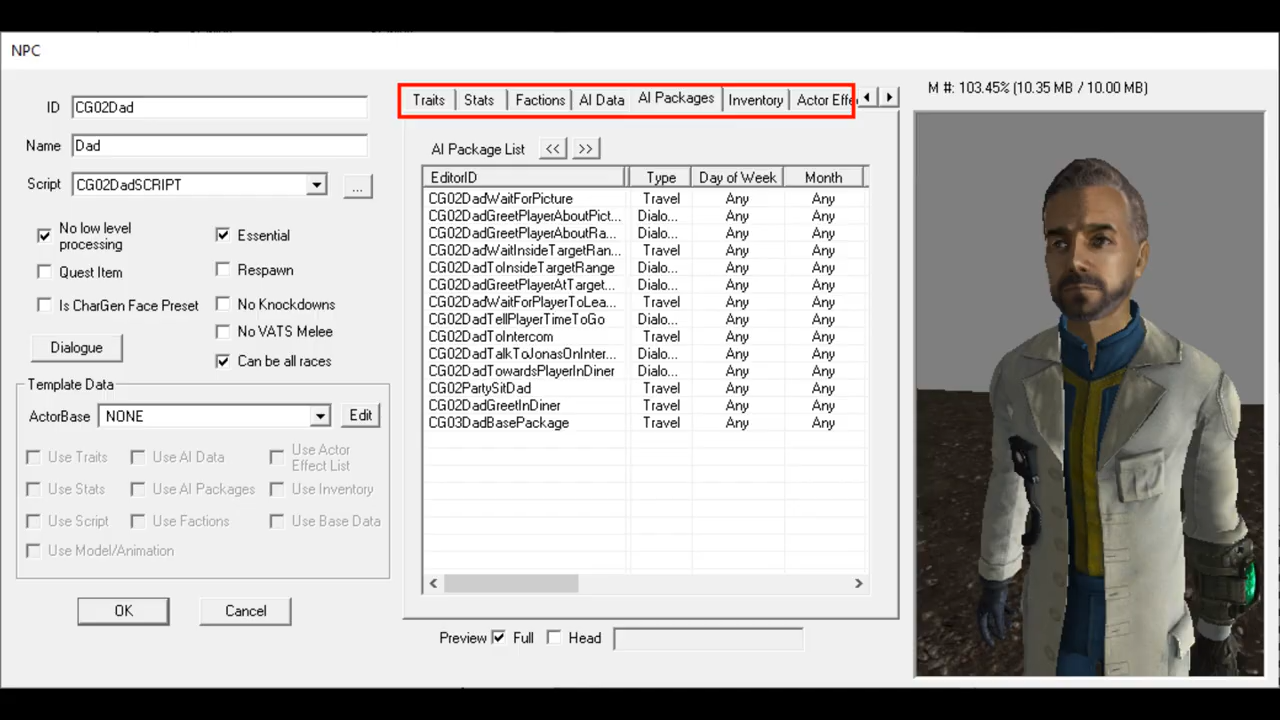 NPC
ID CG02Dad
Name Dad
Script CG02DadSCRIPT ...
No low level
processing
Essential
Quest Item
Respawn
Is CharGen Face Preset
No Knockdowns
No VATS Melee
Dialogue
Can be all races
Template Data
ActorBase NONE Edit
Use Traits Use AI Data Use Actor
Effect List
Use Stats Use AI Packages Use Inventory
Use Script Use Factions Use Base Data
Use Model/Animation
OK Cancel
Traits Stats Factions AI Data AI Packages Inventory Actor Effe
AI Package List << >>
EditorID Type Day of Week Month
CG02DadWaitForPicture Travel Any Any
CG02DadGreetPlayerAboutPict... Dialo... Any Any
CG02DadGreetPlayerAboutRa... Dialo... Any Any
CG02DadWaitInsideTargetRan... Travel Any Any
CG02DadToInsideTargetRange Dialo... Any Any
CG02DadGreetPlayerAtTarget... Dialo... Any Any
CG02DadWaitForPlayerToLea... Travel Any Any
CG02DadTellPlayerTimeToGo Dialo... Any Any
CG02DadToIntercom Travel Any Any
CG02DadTalkToJonasOnInter... Dialo... Any Any
CG02DadTowardsPlayerInDiner Dialo... Any Any
CG02PartySitDad Travel Any Any
CG02DadGreetInDiner Travel Any Any
CG03DadBasePackage Travel Any Any
Preview Full Head
M #: 103.45% (10.35 MB / 10.00 MB)